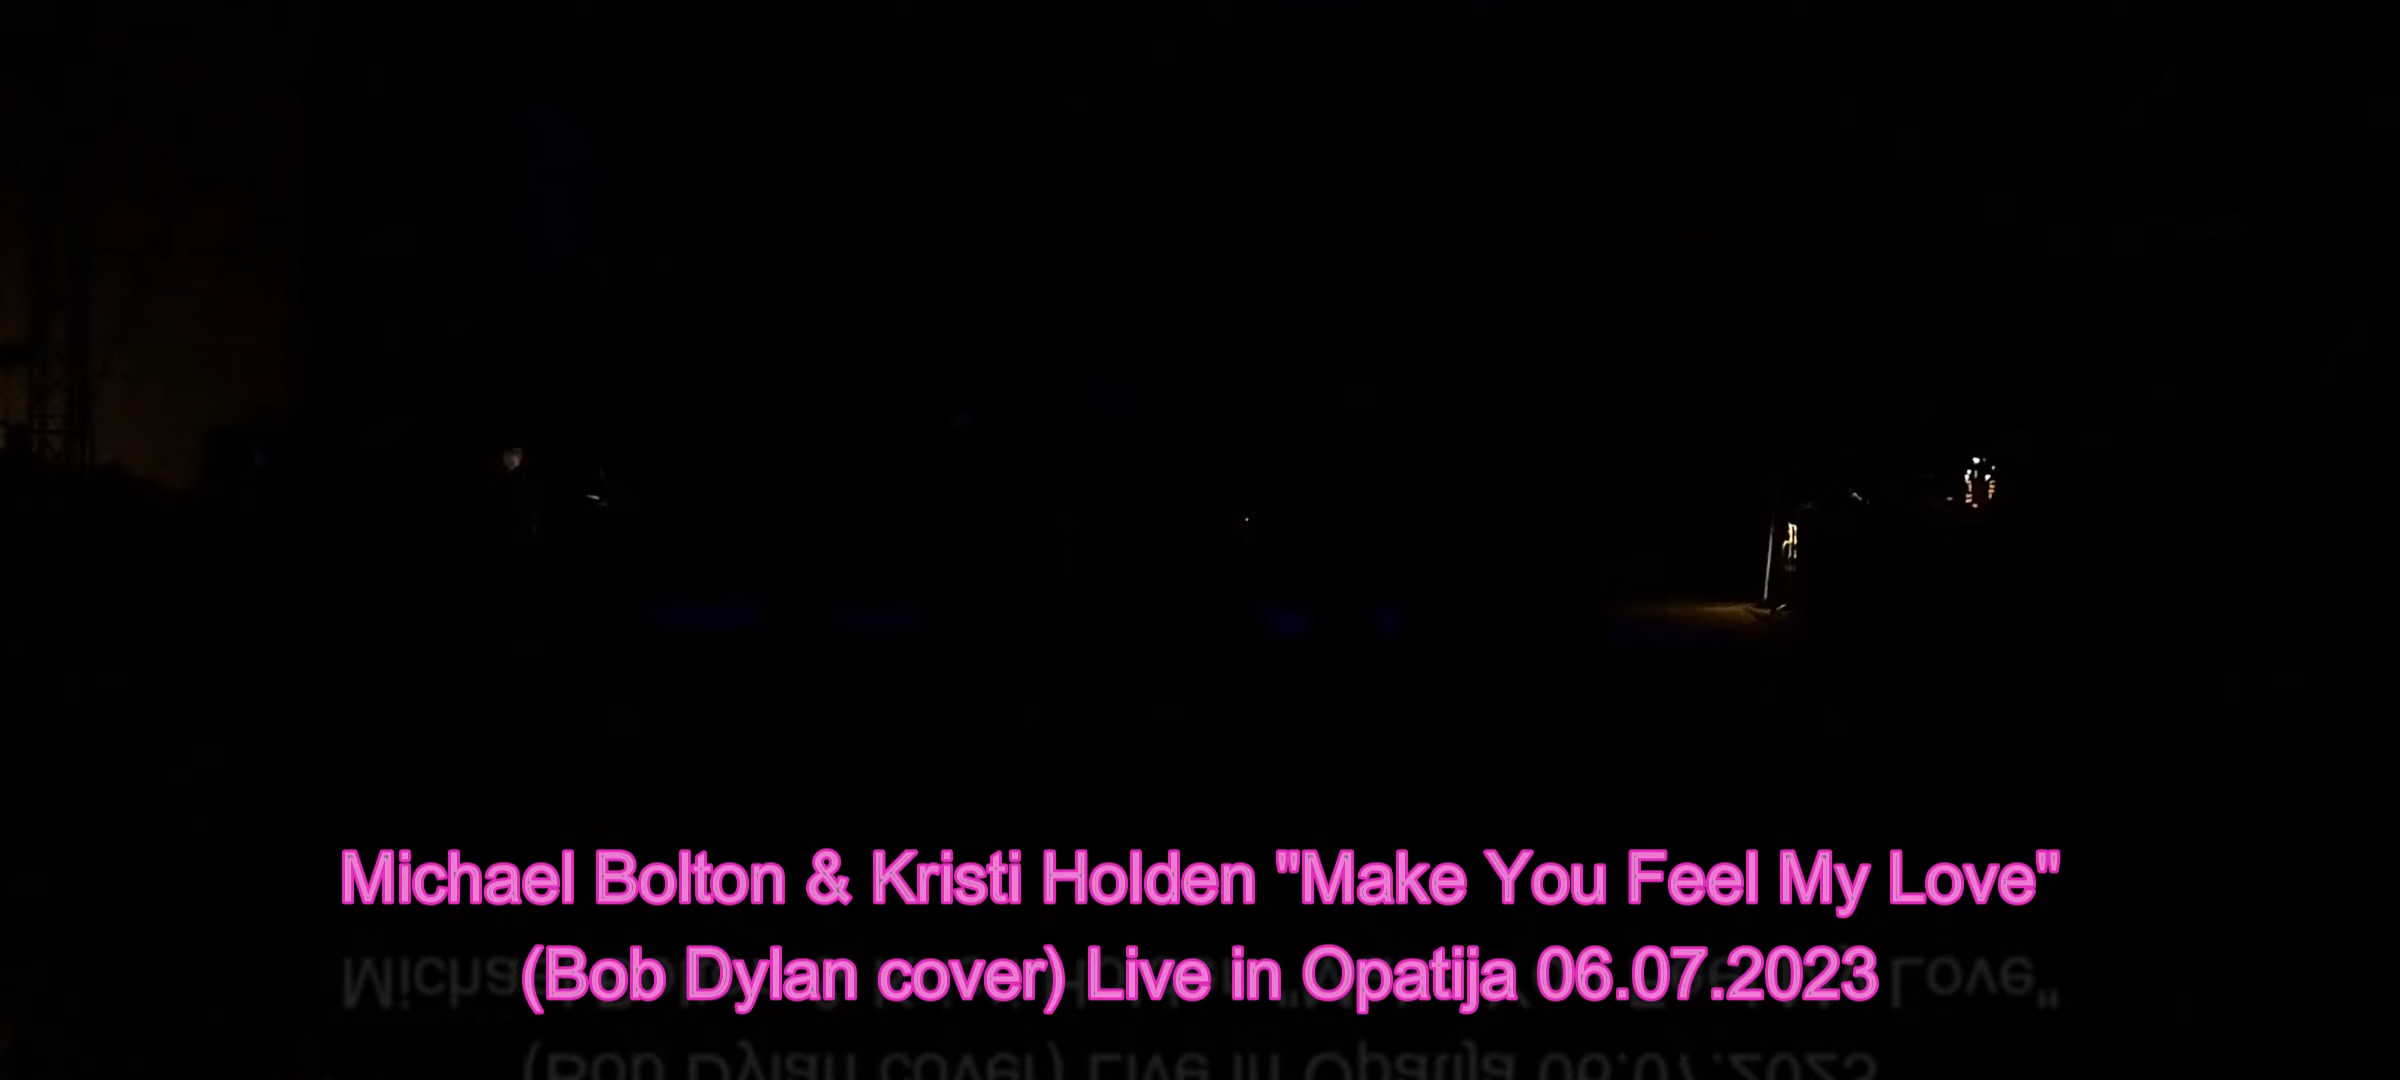 Michael Bolton & Kristi Holden "Make You Feel My Love"
(Bob Dylan cover) Live in Opatija 06.07.2023